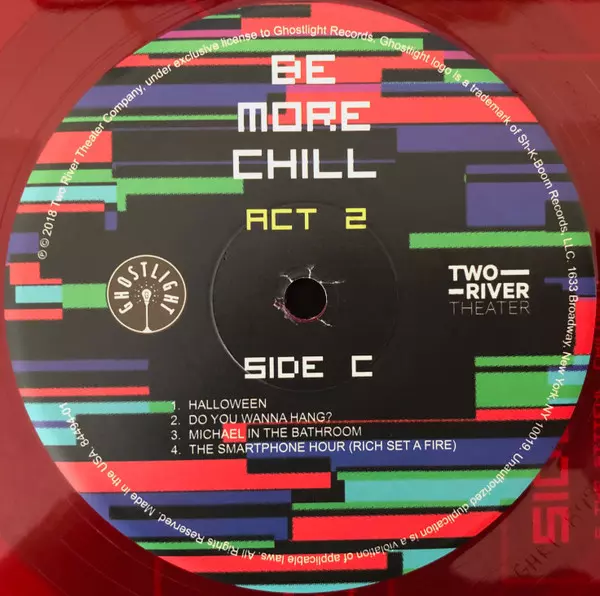 BE
MORE
CHILL
ACT 2
GHOSTLIGHT
TWO
RIVER
THEATER
SIDE C
1. HALLOWEEN
2. DO YOU WANNA HANG?
3. MICHAEL IN THE BATHROOM
4. THE SMARTPHONE HOUR (RICH SET A FIRE)
℗ © 2018 Two River Theater Company, under exclusive license to Ghostlight Records. Ghostlight logo is a trademark of Sh-K-Boom Records, LLC. 1633 Broadway, New York, NY 10019. Unauthorized duplication is a violation of applicable laws. All Rights Reserved. Made in the USA. 84494-01